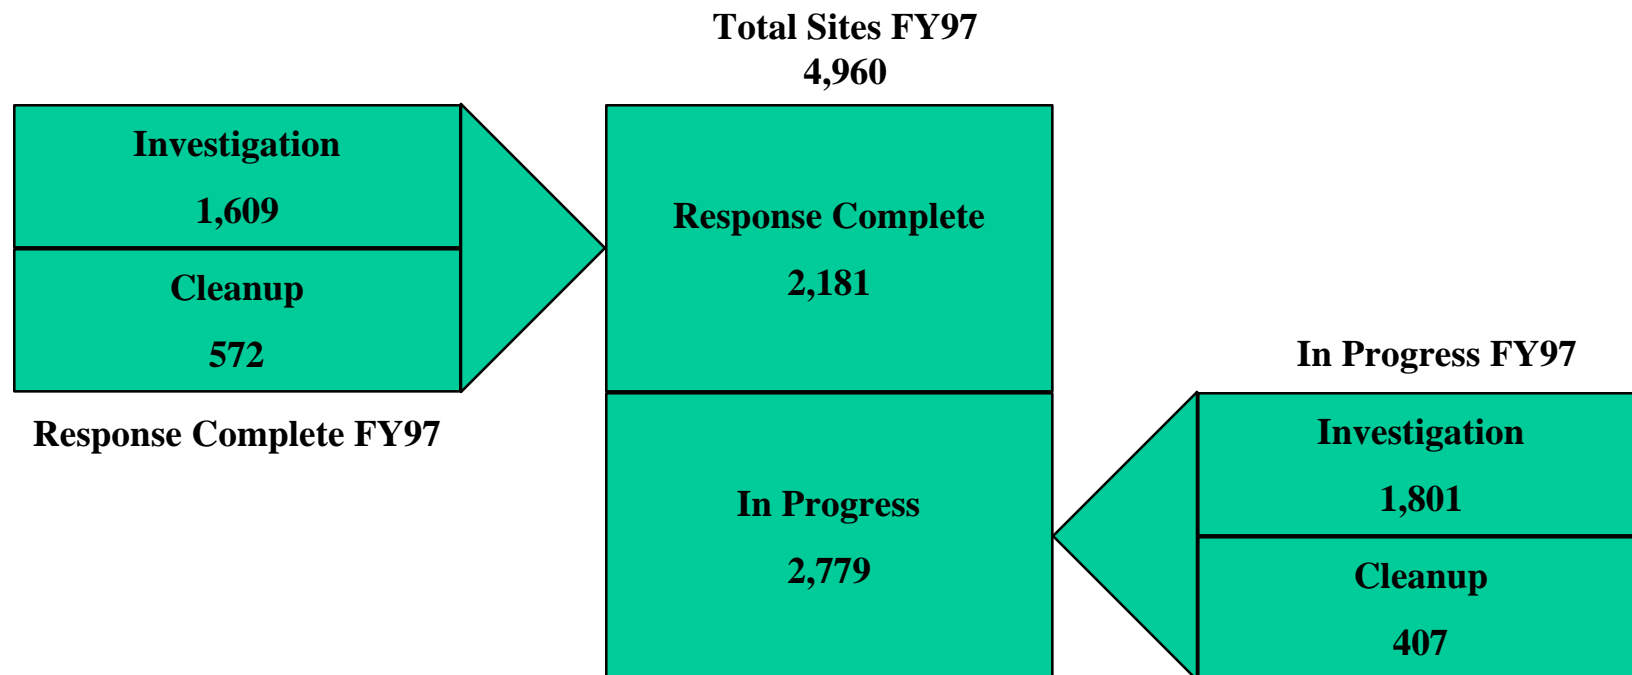 Total Sites FY97
4,960
Investigation
1,609
Cleanup
572
Response Complete FY97
Response Complete
2,181
In Progress
2,779
In Progress FY97
Investigation
1,801
Cleanup
407